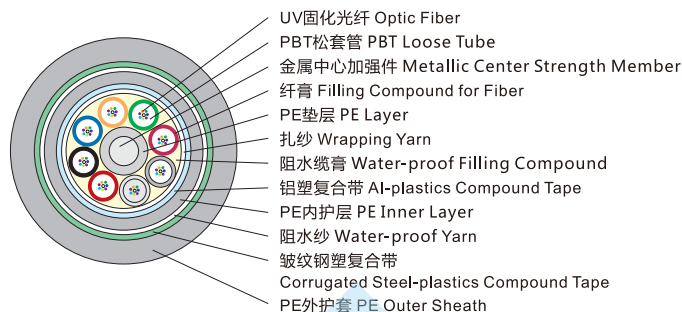 UV固化光纤 Optic Fiber
PBT松套管 PBT Loose Tube
金属中心加强件 Metallic Center Strength Member
纤膏 Filling Compound for Fiber
PE垫层 PE Layer
扎纱 Wrapping Yarn
阻水缆膏 Water-proof Filling Compound
铝塑复合带 Al-plastics Compound Tape
PE内护层 PE Inner Layer
阻水纱 Water-proof Yarn
皱纹钢塑复合带
Corrugated Steel-plastics Compound Tape
PE外护套 PE Outer Sheath